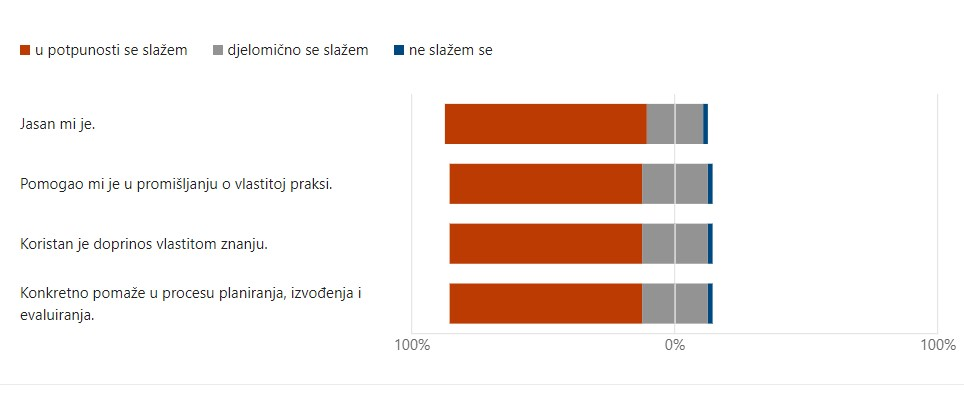 u potpunosti se slažem djelomično se slažem ne slažem se
Jasan mi je.
Pomogao mi je u promišljanju o vlastitoj praksi.
Koristan je doprinos vlastitom znanju.
Konkretno pomaže u procesu planiranja, izvođenja i
evaluiranja.
100% 0% 100%